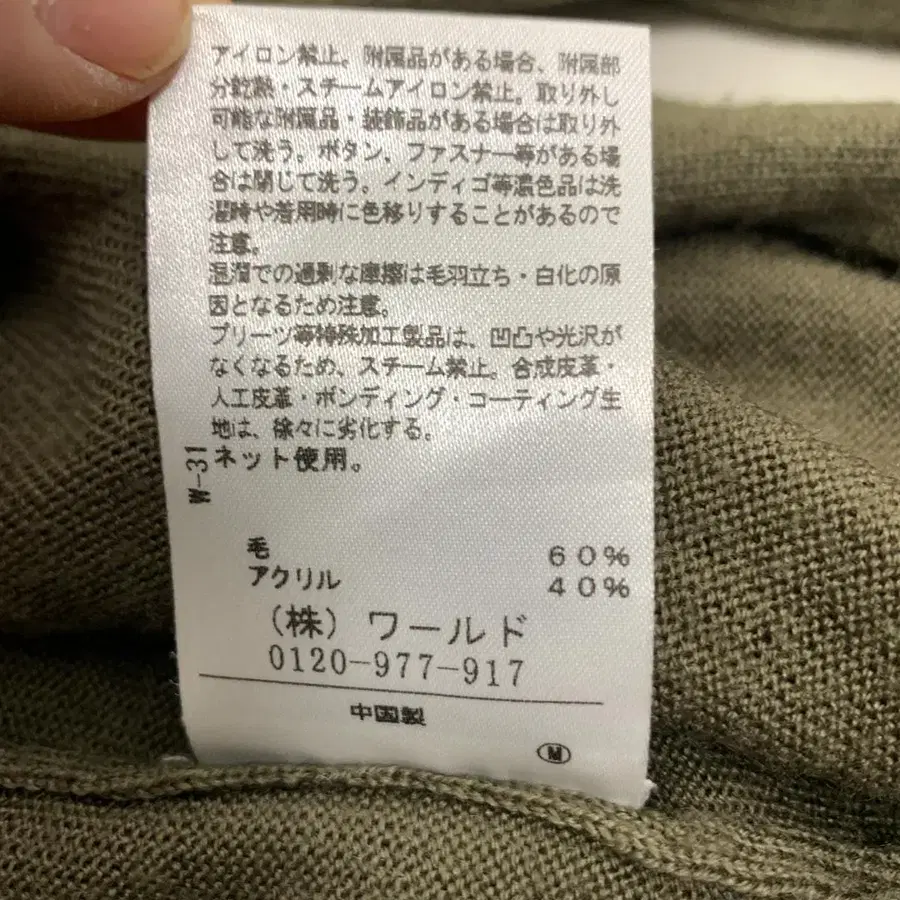 アイロン禁止。附属品がある場合、附属部
分乾熱・スチームアイロン禁止。取り外し
可能な附属品・装飾品がある場合は取り外
して洗う。ボタン、ファスナー等がある場
合は閉じて洗う。インディゴ等濃色品は洗
濯時や着用時に色移りすることがあるので
注意。
湿潤での過剰な摩擦は毛羽立ち・白化の原
因となるため注意。
プリーツ等特殊加工製品は、凹凸や光沢が
なくなるため、スチーム禁止。合成皮革・
人工皮革・ボンディング・コーティング生
地は、徐々に劣化する。
ネット使用。
W-31
毛 60%
アクリル 40%
(株)ワールド
0120-977-917
中国製
M